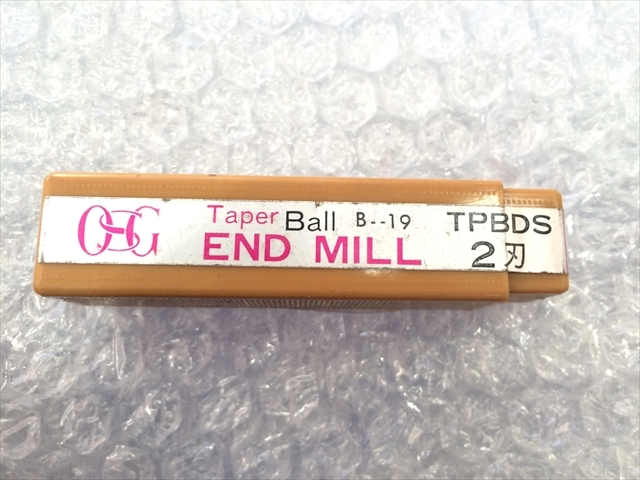 OSG Taper Ball B--19 TPBDS
END MILL 2刃